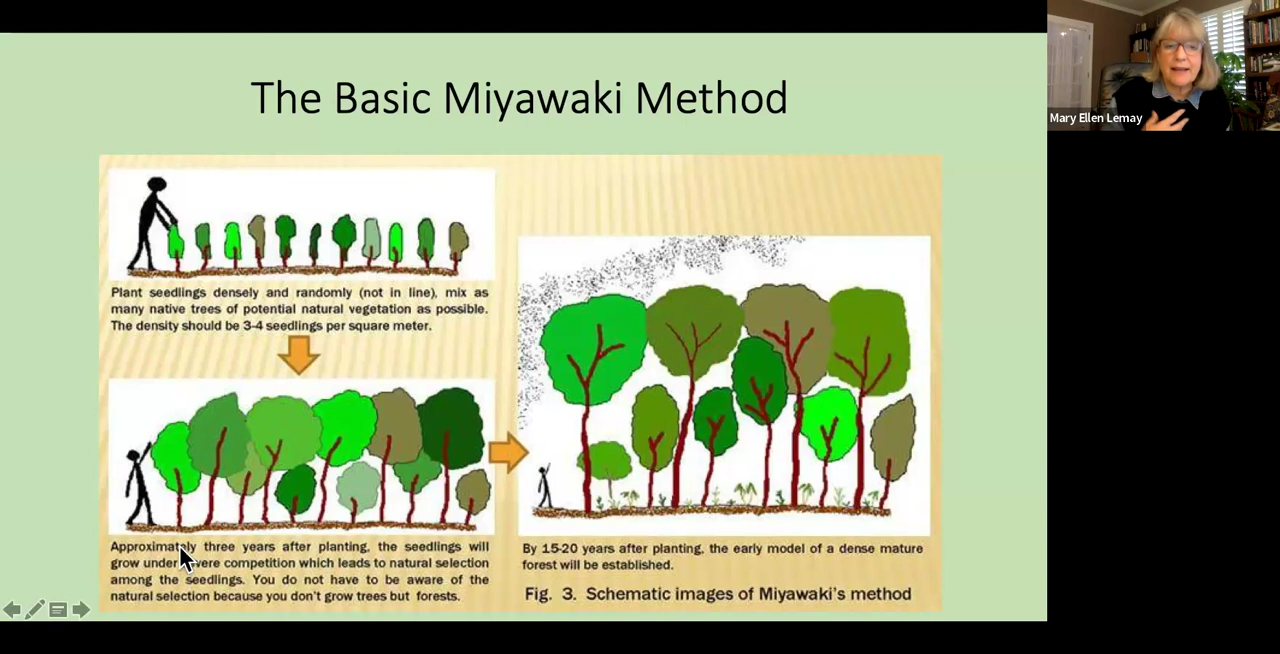 The Basic Miyawaki Method
Mary Ellen Lemay
Plant seedlings densely and randomly (not in line), mix as
many native trees of potential natural vegetation as possible.
The density should be 3-4 seedlings per square meter.
Approximately three years after planting, the seedlings will
grow under vere competition which leads to natural selection
among the seedlings. You do not have to be aware of the
natural selection because you don't grow trees but forests.
By 15-20 years after planting, the early model of a dense mature
forest will be established.
Fig. 3. Schematic images of Miyawaki's method